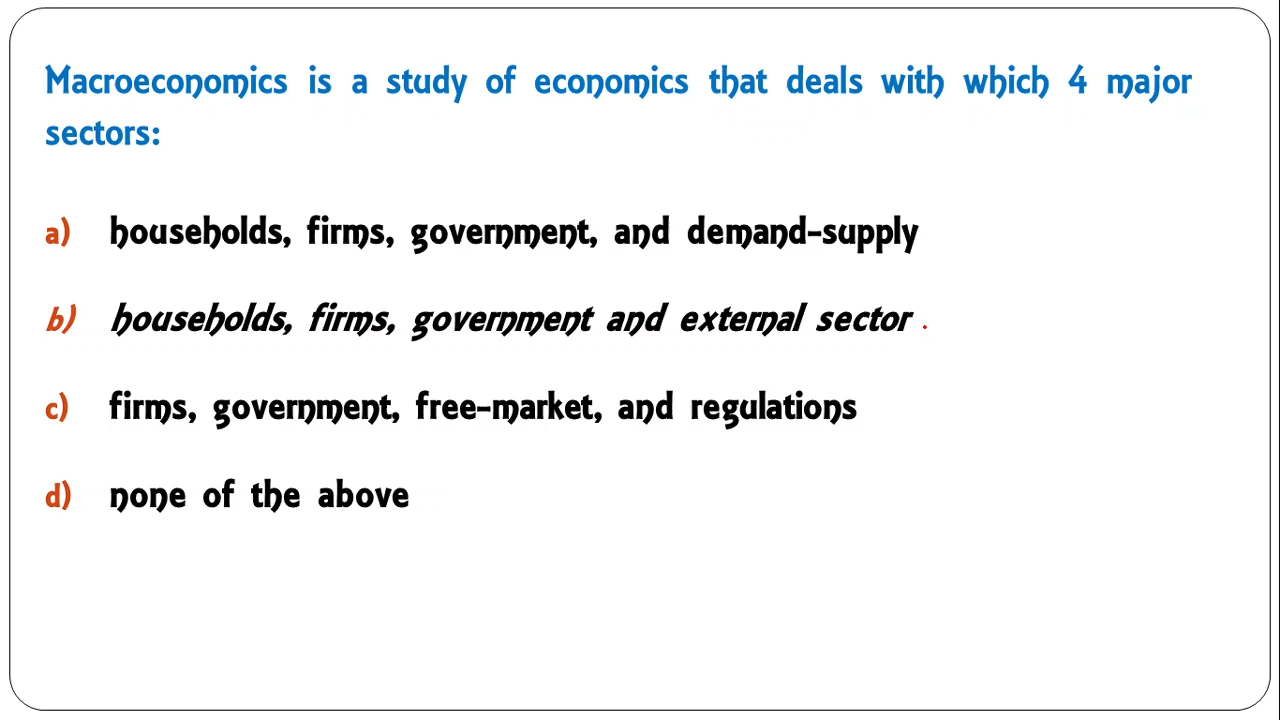 Macroeconomics is a study of economics that deals with which 4 major
sectors:
a) households, firms, government, and demand-supply
b) households, firms, government and external sector .
c) firms, government, free-market, and regulations
d) none of the above